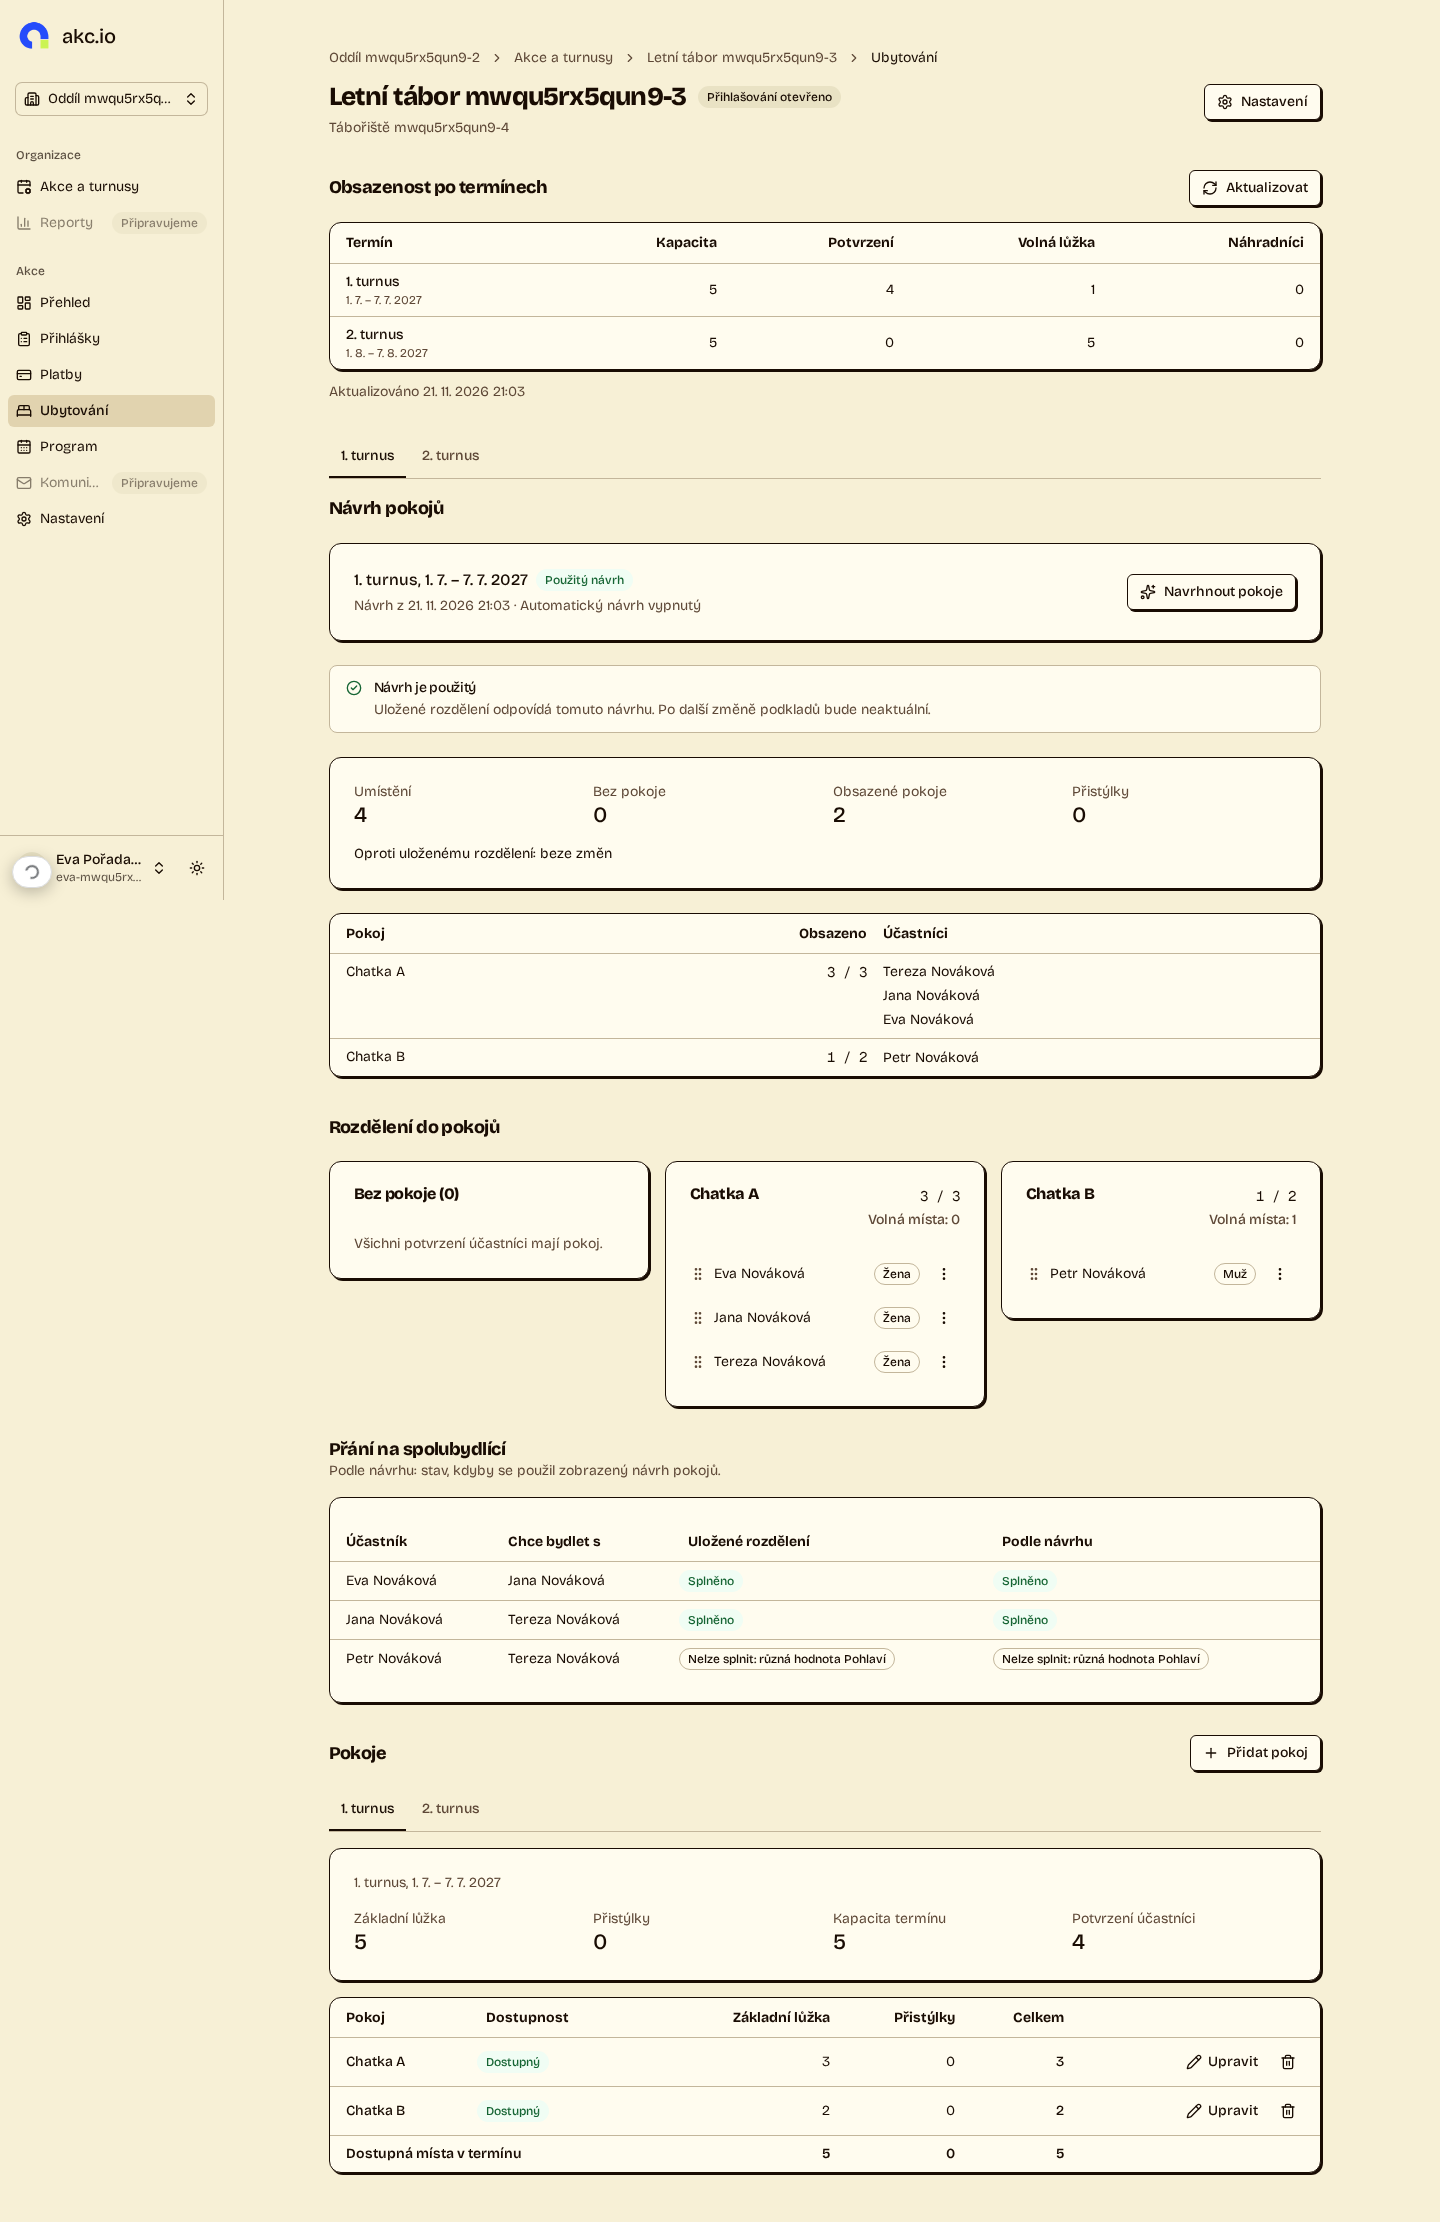 akc.io
Oddíl mwqu5rx5q...
Organizace
Akce a turnusy
Reporty Připravujeme
Akce
Přehled
Přihlášky
Platby
Ubytování
Program
Komuni... Připravujeme
Nastavení
Eva Pořada...
eva-mwqu5rx...
Oddíl mwqu5rx5qun9-2 > Akce a turnusy > Letní tábor mwqu5rx5qun9-3 > Ubytování
Letní tábor mwqu5rx5qun9-3 Přihlašování otevřeno
Nastavení
Tábořiště mwqu5rx5qun9-4
Obsazenost po termínech Aktualizovat
Termín Kapacita Potvrzení Volná lůžka Náhradníci
1. turnus
1. 7. – 7. 7. 2027
5 4 1 0
2. turnus
1. 8. – 7. 8. 2027
5 0 5 0
Aktualizováno 21. 11. 2026 21:03
1. turnus 2. turnus
Návrh pokojů
1. turnus, 1. 7. – 7. 7. 2027 Použitý návrh
Návrh z 21. 11. 2026 21:03 · Automatický návrh vypnutý
Navrhnout pokoje
Návrh je použitý
Uložené rozdělení odpovídá tomuto návrhu. Po další změně podkladů bude neaktuální.
Umístění Bez pokoje Obsazené pokoje Přistýlky
4 0 2 0
Oproti uloženému rozdělení: beze změn
Pokoj Obsazeno Účastníci
Chatka A 3 / 3 Tereza Nováková
Jana Nováková
Eva Nováková
Chatka B 1 / 2 Petr Nováková
Rozdělení do pokojů
Bez pokoje (0)
Všichni potvrzení účastníci mají pokoj.
Chatka A 3 / 3
Volná místa: 0
Eva Nováková Žena
Jana Nováková Žena
Tereza Nováková Žena
Chatka B 1 / 2
Volná místa: 1
Petr Nováková Muž
Přání na spolubydlící
Podle návrhu: stav, kdyby se použil zobrazený návrh pokojů.
Účastník Chce bydlet s Uložené rozdělení Podle návrhu
Eva Nováková Jana Nováková Splněno Splněno
Jana Nováková Tereza Nováková Splněno Splněno
Petr Nováková Tereza Nováková Nelze splnit: různá hodnota Pohlaví Nelze splnit: různá hodnota Pohlaví
Pokoje Přidat pokoj
1. turnus 2. turnus
1. turnus, 1. 7. – 7. 7. 2027
Základní lůžka Přistýlky Kapacita termínu Potvrzení účastníci
5 0 5 4
Pokoj Dostupnost Základní lůžka Přistýlky Celkem
Chatka A Dostupný 3 0 3 Upravit
Chatka B Dostupný 2 0 2 Upravit
Dostupná místa v termínu 5 0 5